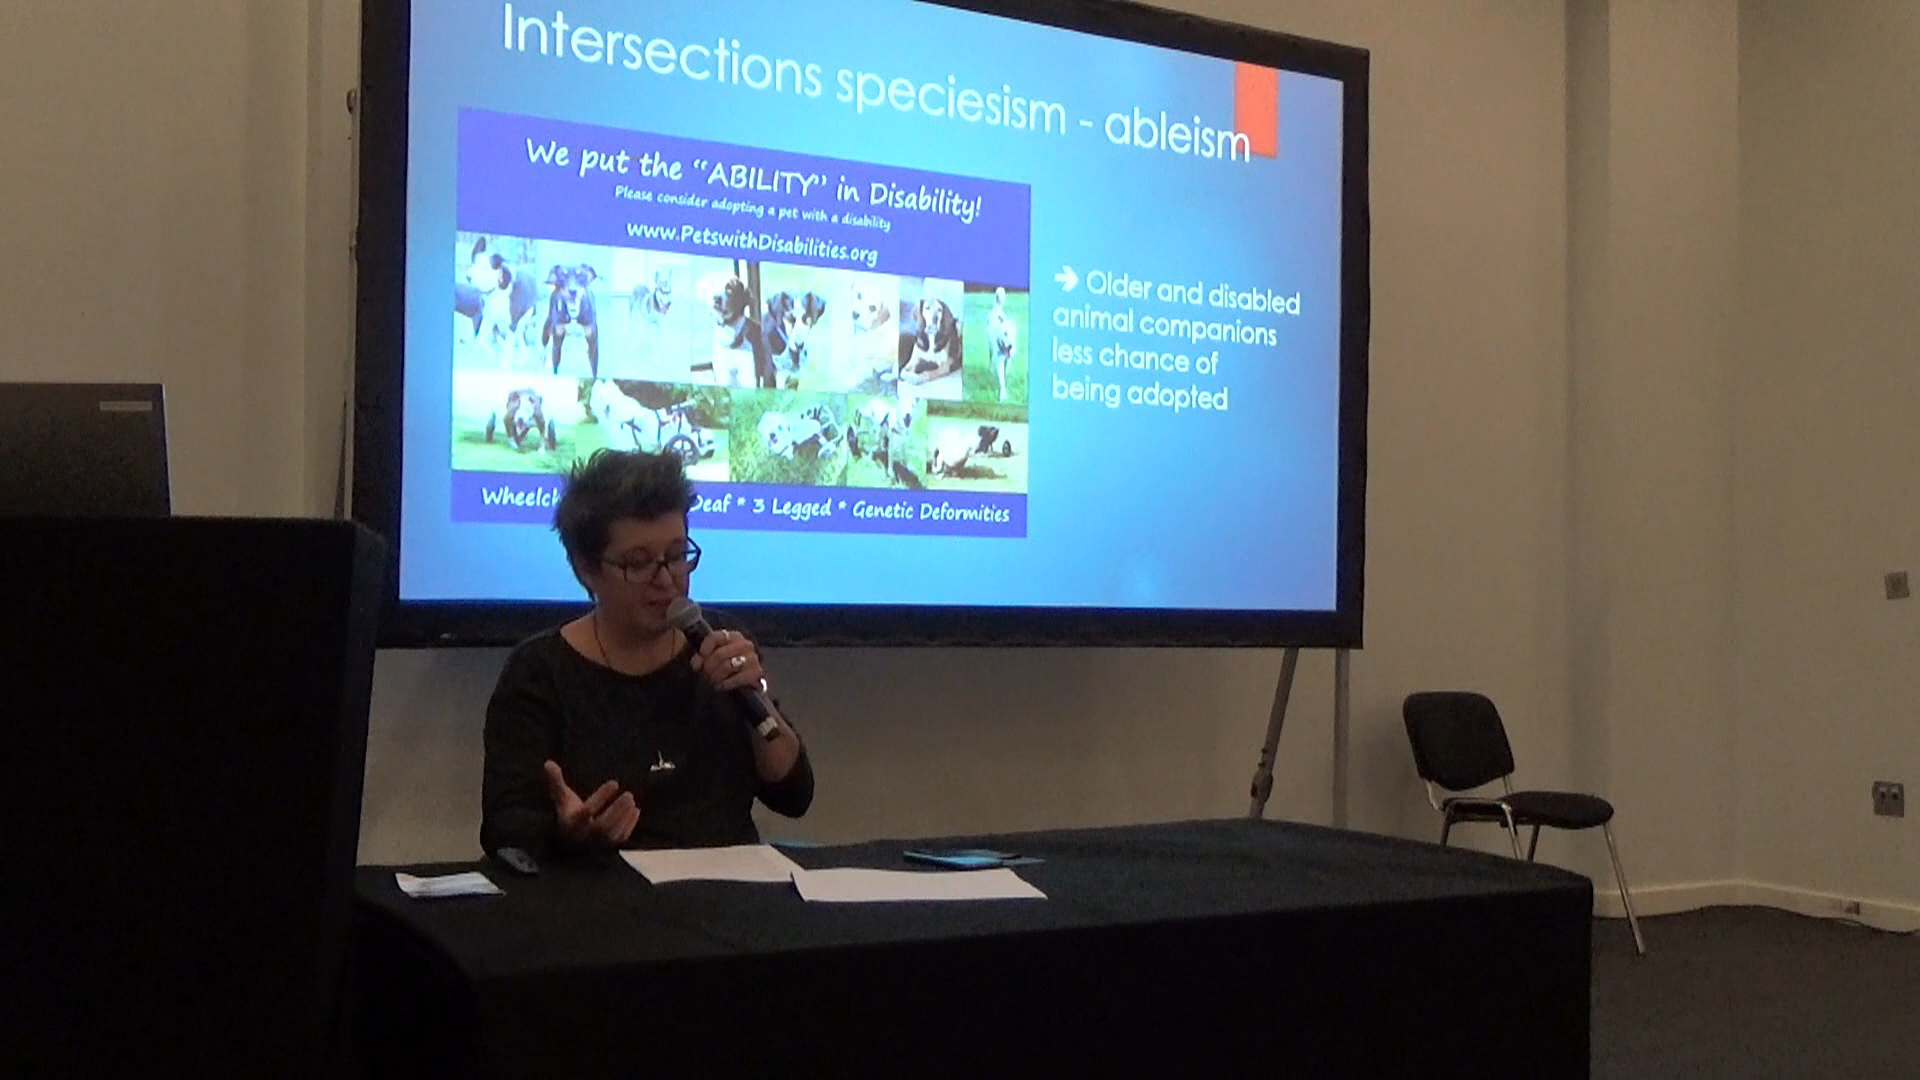 Intersections speciesism - ableism
We put the “ABILITY” in Disability!
Please consider adopting a pet with a disability
www.PetswithDisabilities.org
➔ Older and disabled
animal companions
less chance of
being adopted
Deaf * 3 Legged * Genetic Deformities